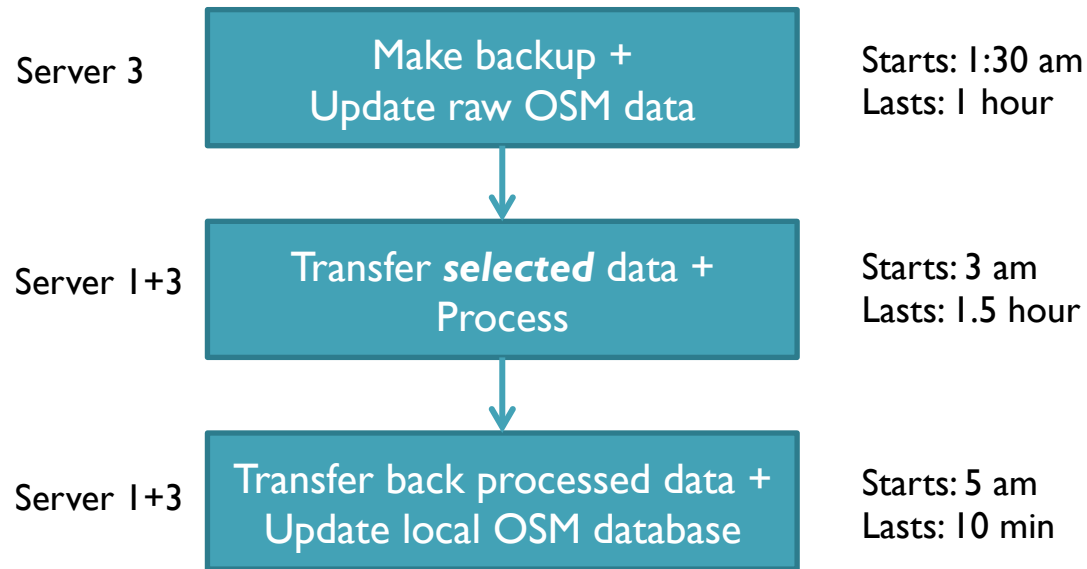 Server 3
Make backup +
Update raw OSM data
Starts: 1:30 am
Lasts: 1 hour
Server 1+3
Transfer selected data +
Process
Starts: 3 am
Lasts: 1.5 hour
Server 1+3
Transfer back processed data +
Update local OSM database
Starts: 5 am
Lasts: 10 min